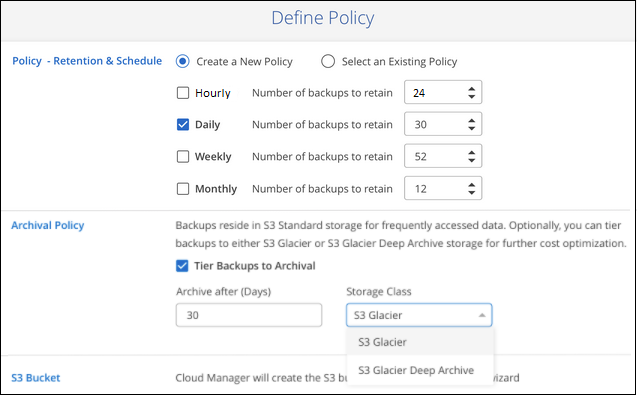 Define Policy
Policy - Retention & Schedule
Create a New Policy
Select an Existing Policy
Hourly Number of backups to retain 24
Daily Number of backups to retain 30
Weekly Number of backups to retain 52
Monthly Number of backups to retain 12
Archival Policy
Backups reside in S3 Standard storage for frequently accessed data. Optionally, you can tier
backups to either S3 Glacier or S3 Glacier Deep Archive storage for further cost optimization.
Tier Backups to Archival
Archive after (Days) Storage Class
30 S3 Glacier
S3 Glacier
S3 Glacier Deep Archive
S3 Bucket
Cloud Manager will create the S3 wizard